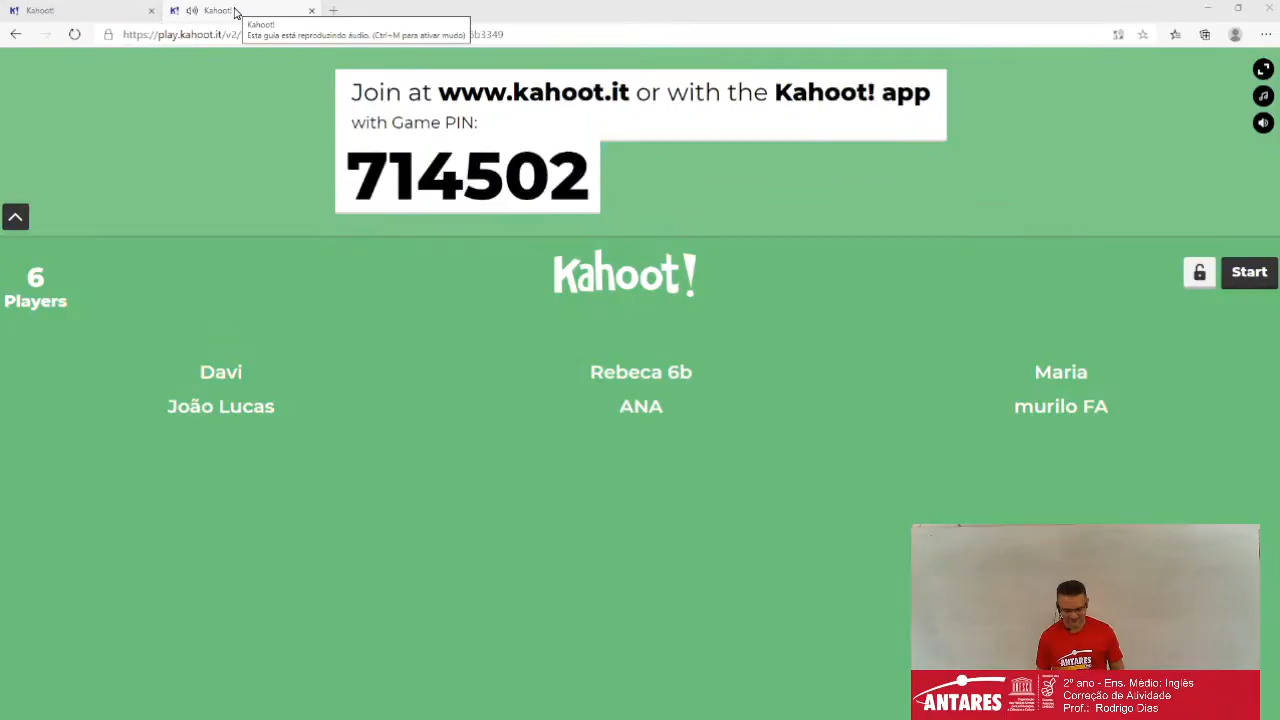 Kahoot!
Kahoot!
Kahoot!
Esta guia está reproduzindo áudio. (Ctrl+M para ativar mudo)
https://play.kahoot.it/v2/
b3349
Join at www.kahoot.it or with the Kahoot! app
with Game PIN:
714502
6
Players
Kahoot!
Start
Davi
Rebeca 6b
Maria
João Lucas
ANA
murilo FA
ANTARES
ANTARES
UNESCO
2º ano - Ens. Médio: Inglês
Correção de Atividade
Prof.: Rodrigo Dias